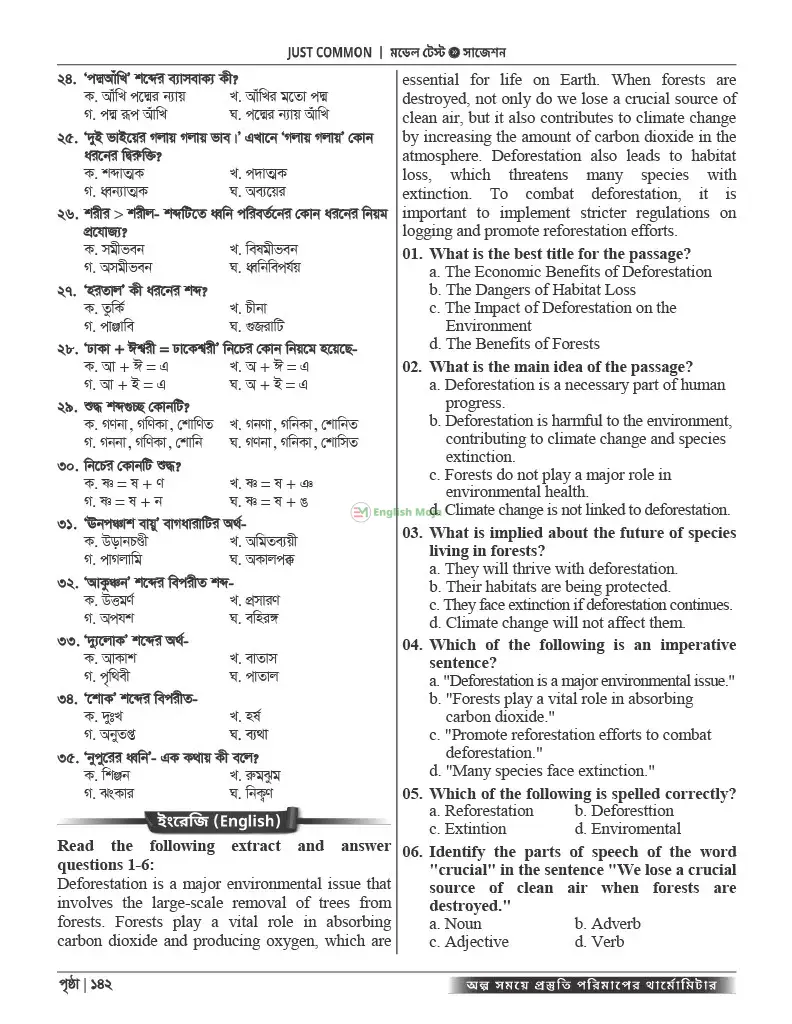 JUST COMMON | মডেল টেস্ট সাজেশন
২৪. ‘পদ্মআঁখি’ শব্দের ব্যাসবাক্য কী?
ক. আঁখি পদ্মের ন্যায় খ. আঁখির মতো পদ্ম
গ. পদ্ম রূপ আঁখি ঘ. পদ্মের ন্যায় আঁখি
২৫. ‘দুই ভাইয়ের গলায় গলায় ভাব।’ এখানে ‘গলায় গলায়’ কোন
ধরনের দ্বিরুক্তি?
ক. শব্দাত্মক খ. পদাত্মক
গ. ধ্বন্যাত্মক ঘ. অব্যয়ের
২৬. শরীর > শরীল- শব্দটিতে ধ্বনি পরিবর্তনের কোন ধরনের নিয়ম
প্রযোজ্য?
ক. সমীভবন খ. বিষমীভবন
গ. অসমীভবন ঘ. ধ্বনিবিপর্যয়
২৭. ‘হরতাল’ কী ধরনের শব্দ?
ক. তুর্কি খ. চীনা
গ. পাঞ্জাবি ঘ. গুজরাটি
২৮. ‘ঢাকা + ঈশ্বরী = ঢাকেশ্বরী’ নিচের কোন নিয়মে হয়েছে-
ক. আ + ঈ = এ খ. অ + ঈ = এ
গ. আ + ই = এ ঘ. অ + ই = এ
২৯. শুদ্ধ শব্দগুচ্ছ কোনটি?
ক. গণনা, গণিকা, শোণিত খ. গনণা, গনিকা, শোনিত
গ. গননা, গণিকা, শোনি ঘ. গণনা, গনিকা, শোসিত
৩০. নিচের কোনটি শুদ্ধ?
ক. ষ্ণ = ষ + ণ খ. ষ্ণ = ষ + ঞ
গ. ষ্ণ = ষ + ন ঘ. ষ্ণ = ষ + ঙ
৩১. ‘ঊনপঞ্চাশ বায়ু’ বাগধারাটির অর্থ-
ক. উড়ানচণ্ডী খ. অমিতব্যয়ী
গ. পাগলামি ঘ. অকালপক্ব
৩২. ‘আকুঞ্চন’ শব্দের বিপরীত শব্দ-
ক. উত্তমর্ণ খ. প্রসারণ
গ. অপযশ ঘ. বহিরঙ্গ
৩৩. ‘দ্যুলোক’ শব্দের অর্থ-
ক. আকাশ খ. বাতাস
গ. পৃথিবী ঘ. পাতাল
৩৪. ‘শোক’ শব্দের বিপরীত-
ক. দুঃখ খ. হর্ষ
গ. অনুতপ্ত ঘ. ব্যথা
৩৫. ‘নুপুরের ধ্বনি’- এক কথায় কী বলে?
ক. শিঞ্জন খ. রুমঝুম
গ. ঝংকার ঘ. নিক্বণ
ইংরেজি (English)
Read the following extract and answer
questions 1-6:
Deforestation is a major environmental issue that
involves the large-scale removal of trees from
forests. Forests play a vital role in absorbing
carbon dioxide and producing oxygen, which are
essential for life on Earth. When forests are
destroyed, not only do we lose a crucial source of
clean air, but it also contributes to climate change
by increasing the amount of carbon dioxide in the
atmosphere. Deforestation also leads to habitat
loss, which threatens many species with
extinction. To combat deforestation, it is
important to implement stricter regulations on
logging and promote reforestation efforts.
01. What is the best title for the passage?
a. The Economic Benefits of Deforestation
b. The Dangers of Habitat Loss
c. The Impact of Deforestation on the
Environment
d. The Benefits of Forests
02. What is the main idea of the passage?
a. Deforestation is a necessary part of human
progress.
b. Deforestation is harmful to the environment,
contributing to climate change and species
extinction.
c. Forests do not play a major role in
environmental health.
d. Climate change is not linked to deforestation.
English Moja
03. What is implied about the future of species
living in forests?
a. They will thrive with deforestation.
b. Their habitats are being protected.
c. They face extinction if deforestation continues.
d. Climate change will not affect them.
04. Which of the following is an imperative
sentence?
a. "Deforestation is a major environmental issue."
b. "Forests play a vital role in absorbing
carbon dioxide."
c. "Promote reforestation efforts to combat
deforestation."
d. "Many species face extinction."
05. Which of the following is spelled correctly?
a. Reforestation b. Deforesttion
c. Extintion d. Enviromental
06. Identify the parts of speech of the word
"crucial" in the sentence "We lose a crucial
source of clean air when forests are
destroyed."
a. Noun b. Adverb
c. Adjective d. Verb
পৃষ্ঠা | ১৪২
অল্প সময়ে প্রস্তুতি পরিমাপের থার্মোমিটার